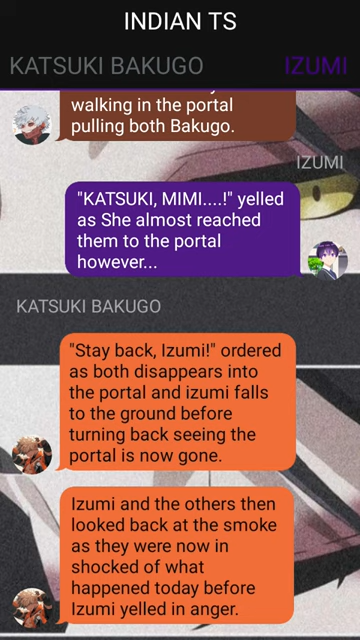 INDIAN TS
KATSUKI BAKUGO
IZUMI
walking in the portal
pulling both Bakugo.
IZUMI
"KATSUKI, MIMI....!" yelled
as She almost reached
them to the portal
however...
KATSUKI BAKUGO
"Stay back, Izumi!" ordered
as both disappears into
the portal and izumi falls
to the ground before
turning back seeing the
portal is now gone.
Izumi and the others then
looked back at the smoke
as they were now in
shocked of what
happened today before
Izumi yelled in anger.